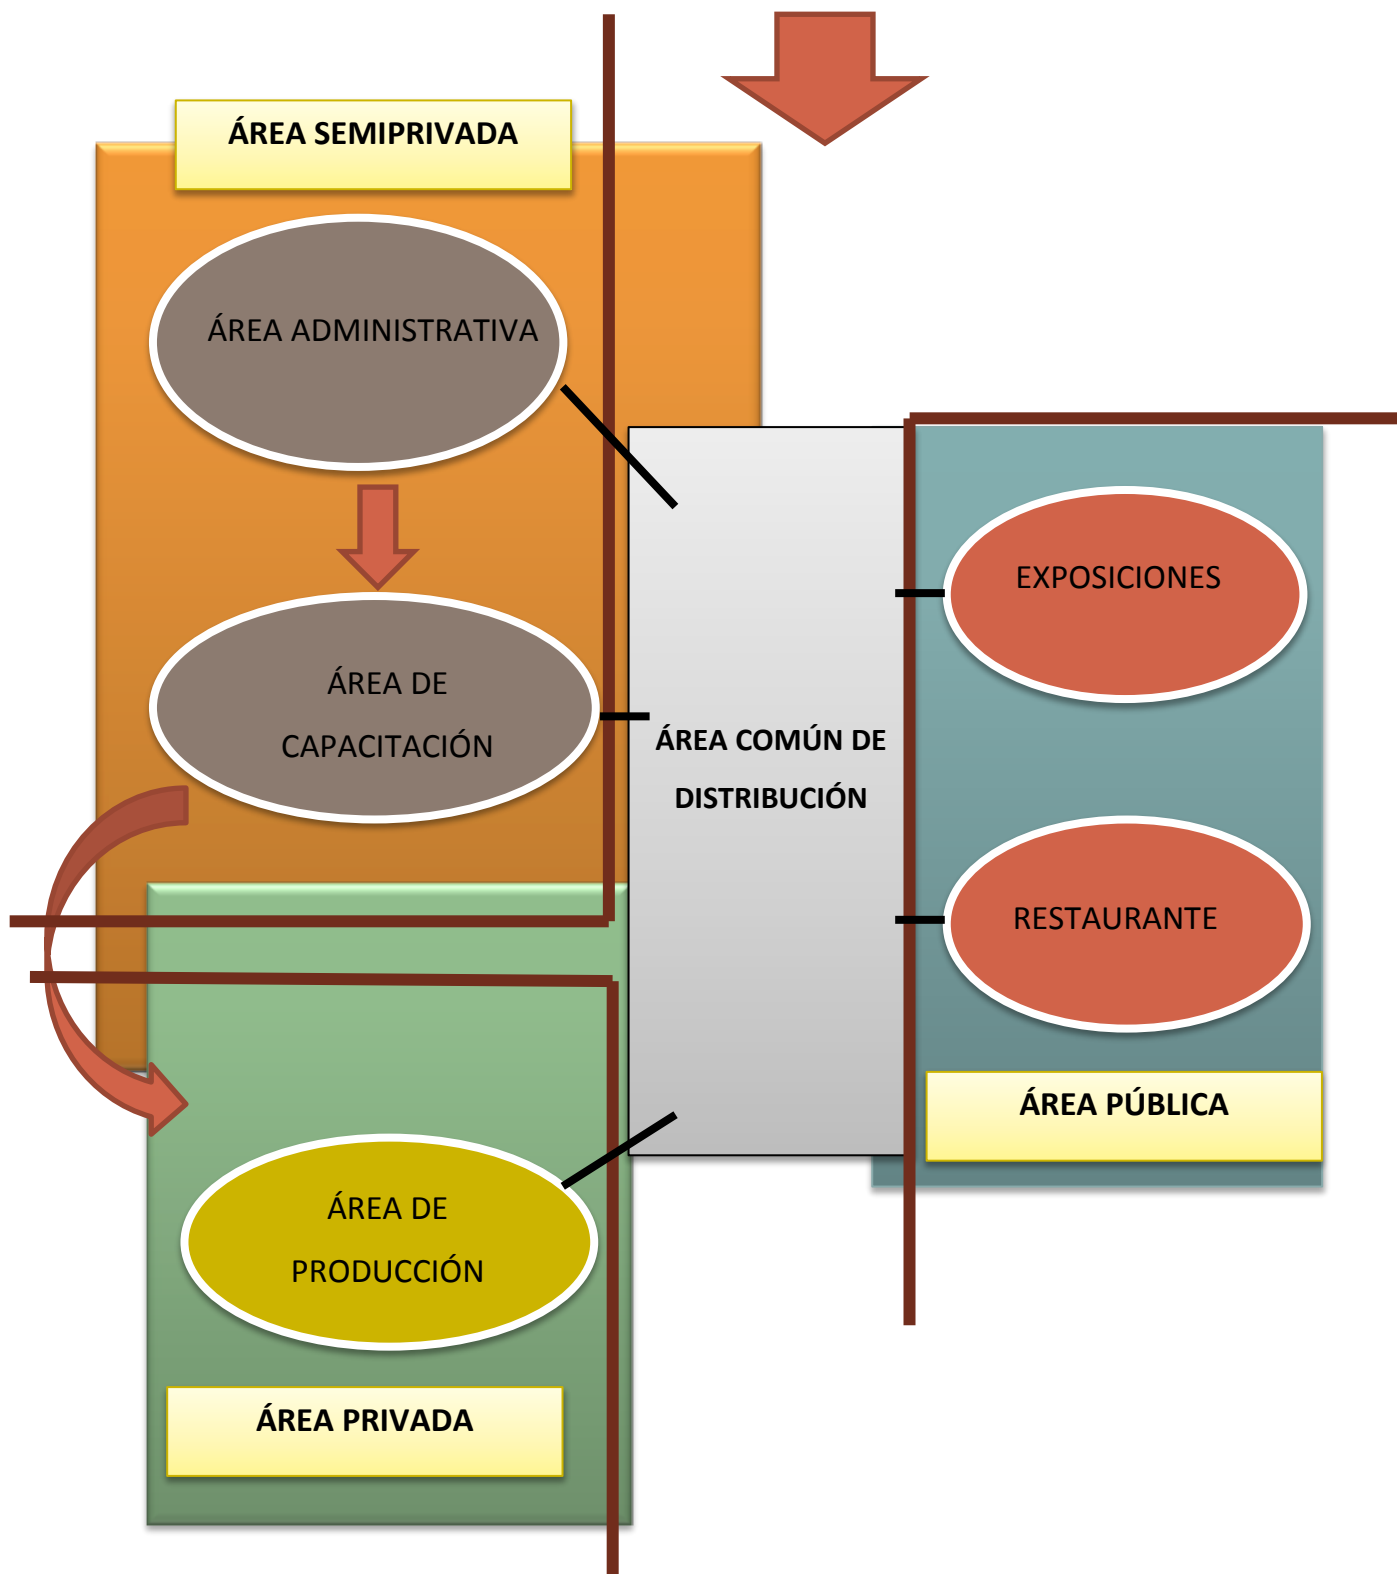 ÁREA SEMIPRIVADA
ÁREA ADMINISTRATIVA
ÁREA DE
CAPACITACIÓN
ÁREA COMÚN DE
DISTRIBUCIÓN
EXPOSICIONES
RESTAURANTE
ÁREA PÚBLICA
ÁREA DE
PRODUCCIÓN
ÁREA PRIVADA